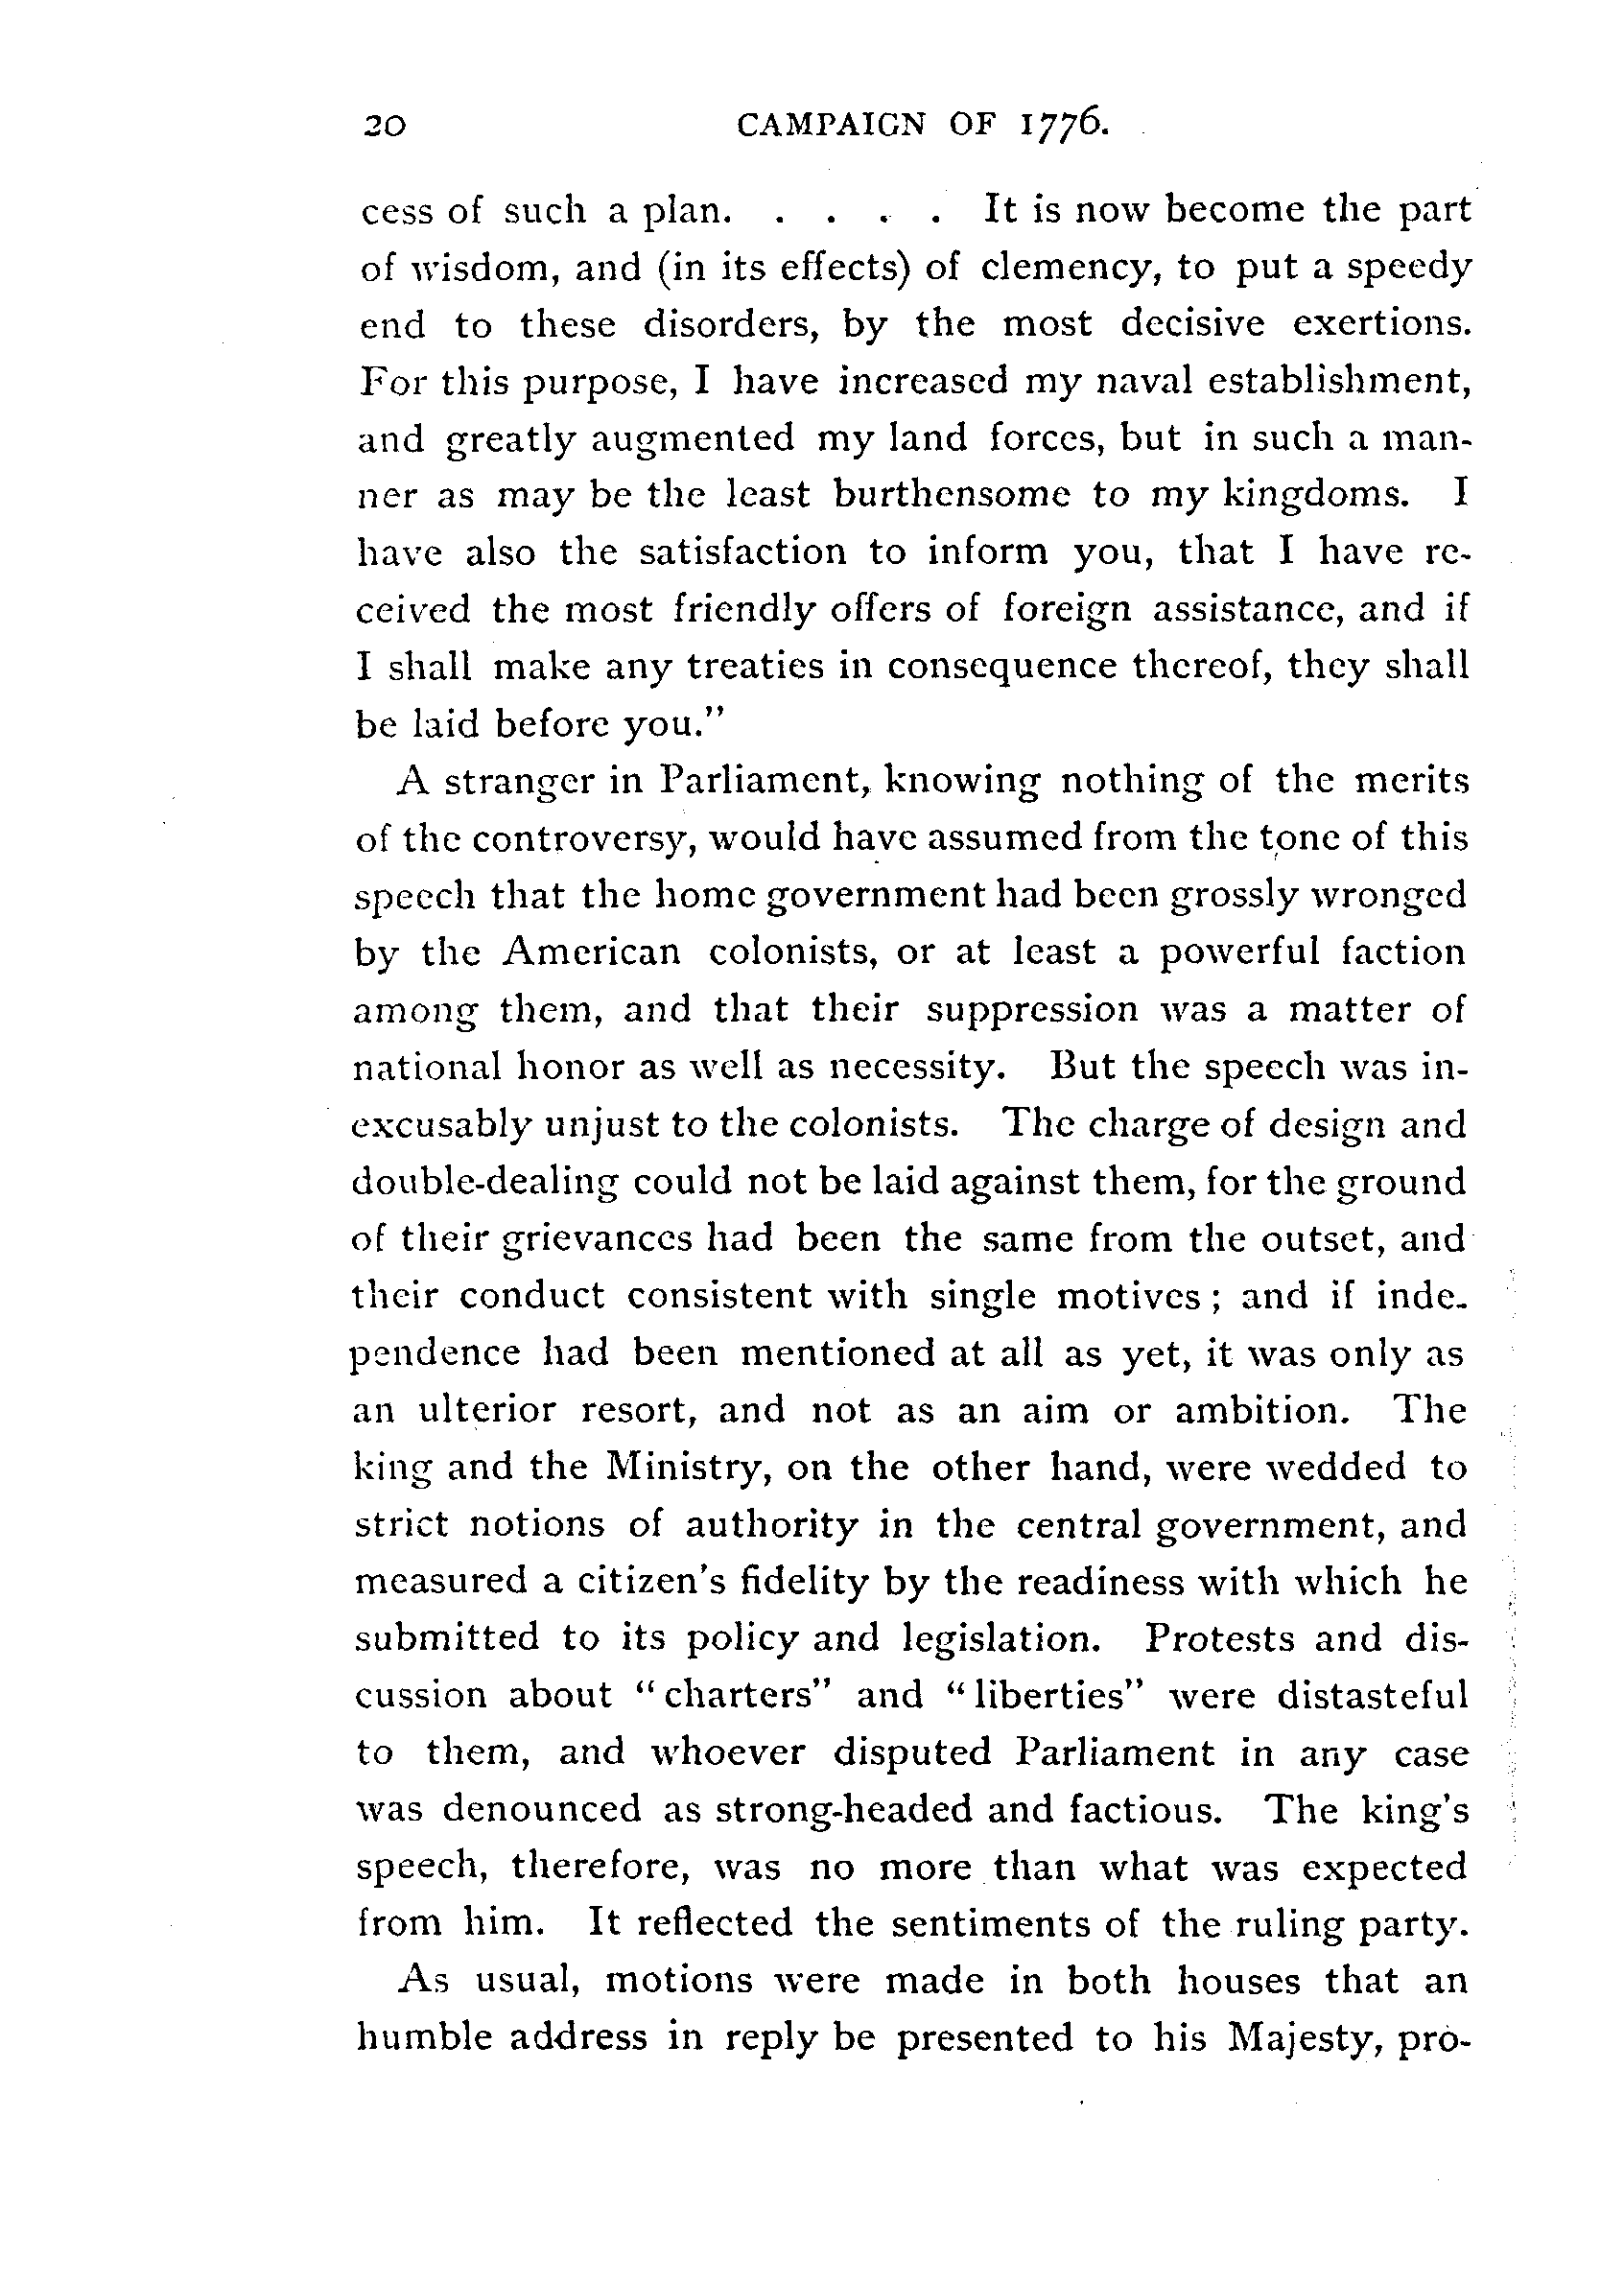 20 CAMPAIGN OF 1776.
cess of such a plan. . . . . . It is now become the part
of wisdom, and (in its effects) of clemency, to put a speedy
end to these disorders, by the most decisive exertions.
For this purpose, I have increased my naval establishment,
and greatly augmented my land forces, but in such a man-
ner as may be the least burthensome to my kingdoms. I
have also the satisfaction to inform you, that I have re-
ceived the most friendly offers of foreign assistance, and if
I shall make any treaties in consequence thereof, they shall
be laid before you."
A stranger in Parliament, knowing nothing of the merits
of the controversy, would have assumed from the tone of this
speech that the home government had been grossly wronged
by the American colonists, or at least a powerful faction
among them, and that their suppression was a matter of
national honor as well as necessity. But the speech was in-
excusably unjust to the colonists. The charge of design and
double-dealing could not be laid against them, for the ground
of their grievances had been the same from the outset, and
their conduct consistent with single motives; and if inde-
pendence had been mentioned at all as yet, it was only as
an ulterior resort, and not as an aim or ambition. The
king and the Ministry, on the other hand, were wedded to
strict notions of authority in the central government, and
measured a citizen's fidelity by the readiness with which he
submitted to its policy and legislation. Protests and dis-
cussion about "charters" and "liberties" were distasteful
to them, and whoever disputed Parliament in any case
was denounced as strong-headed and factious. The king's
speech, therefore, was no more than what was expected
from him. It reflected the sentiments of the ruling party.
As usual, motions were made in both houses that an
humble address in reply be presented to his Majesty, pro-